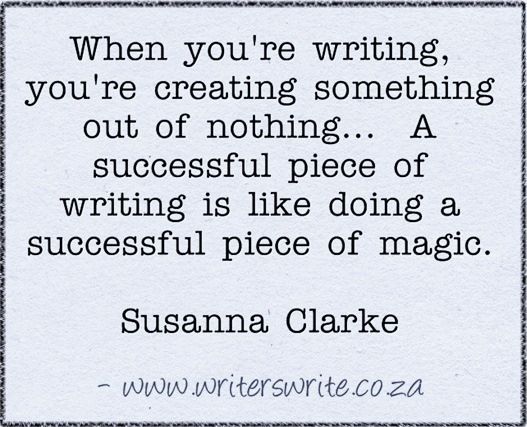 When you're writing,
you're creating something
out of nothing... A
successful piece of
writing is like doing a
successful piece of magic.
Susanna Clarke
- www.writerswrite.co.za